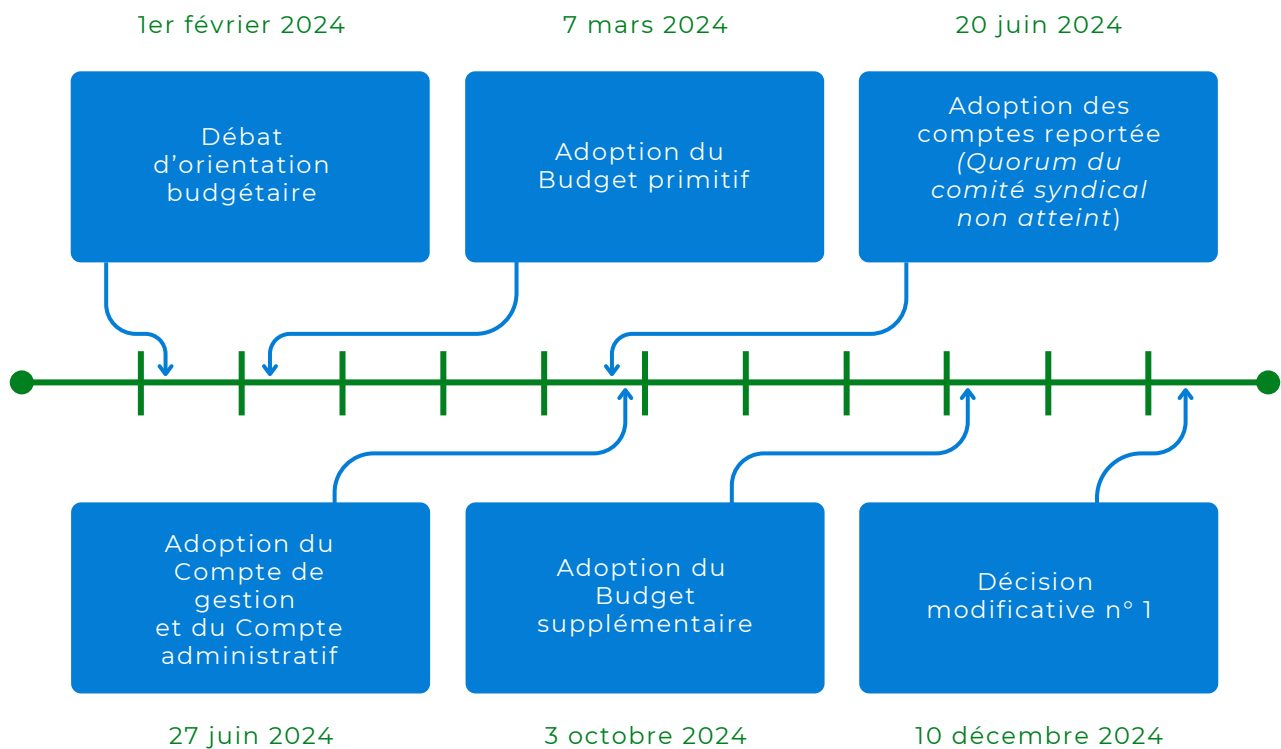 1er février 2024
Débat
d’orientation
budgétaire
7 mars 2024
Adoption du
Budget primitif
20 juin 2024
Adoption des
comptes reportée
(Quorum du
comité syndical
non atteint)
Adoption du
Compte de
gestion
et du Compte
administratif
27 juin 2024
Adoption du
Budget
supplémentaire
3 octobre 2024
Décision
modificative n° 1
10 décembre 2024